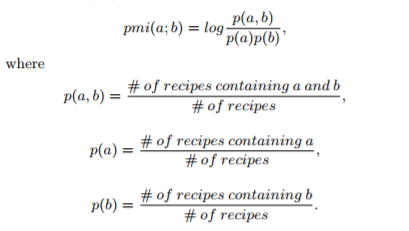 pmi(a; b) = log p(a, b) / p(a)p(b) ,
where
p(a, b) = # of recipes containing a and b / # of recipes ,
p(a) = # of recipes containing a / # of recipes ,
p(b) = # of recipes containing b / # of recipes .